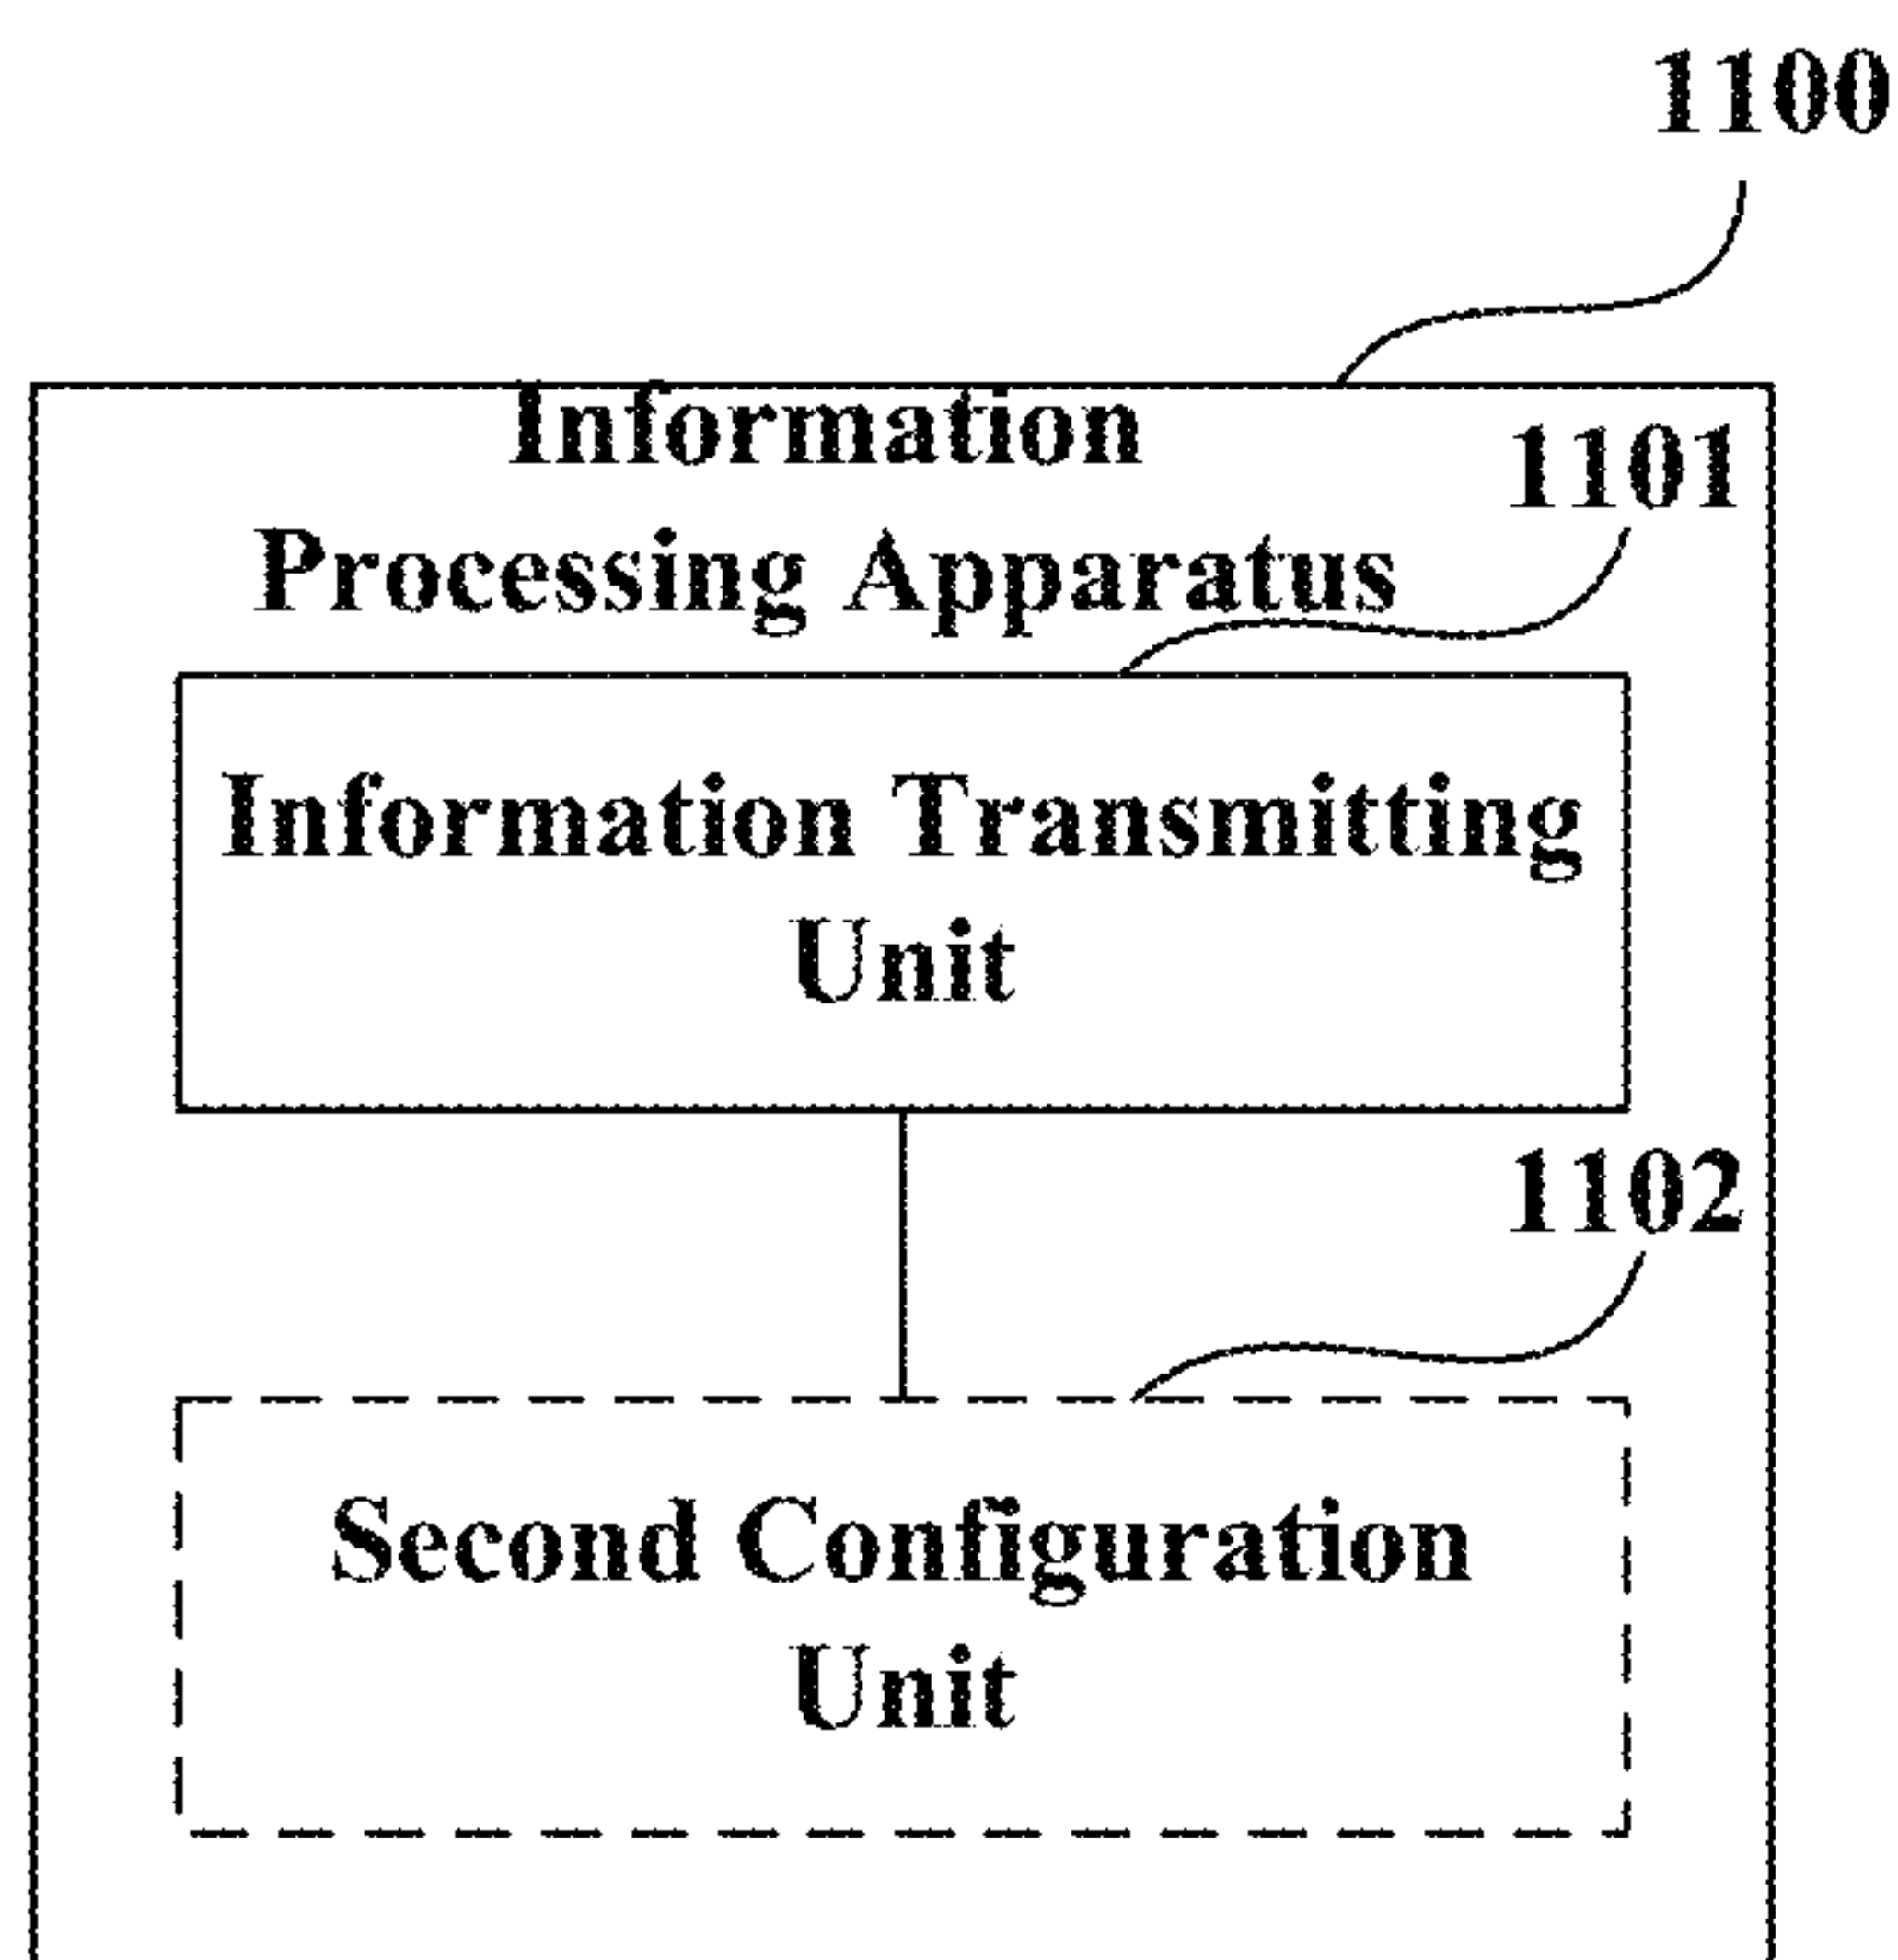 1100
Information
Processing Apparatus
1101
Information Transmitting
Unit
1102
Second Configuration
Unit